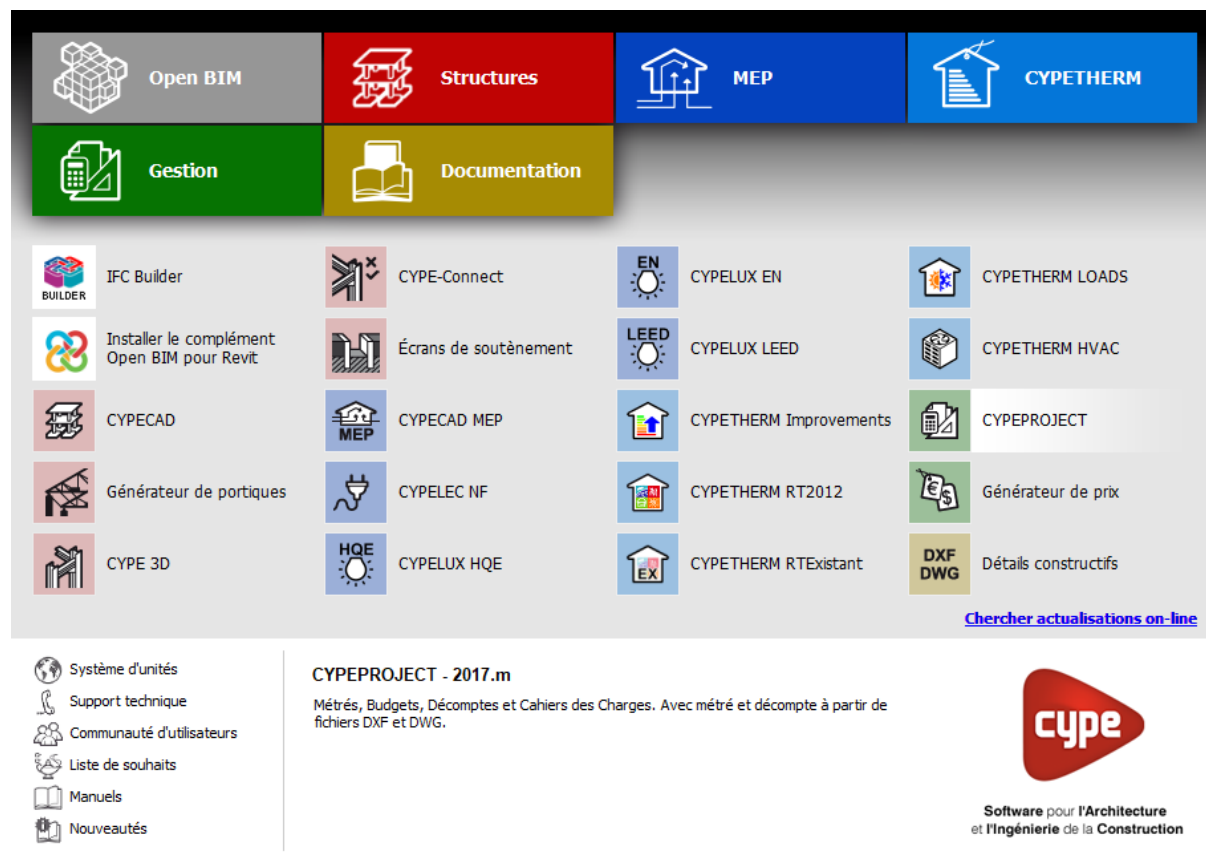 Open BIM
Structures
MEP
CYPETHERM
Gestion
Documentation
BUILDER
IFC Builder
CYPE-Connect
EN
CYPELUX EN
CYPETHERM LOADS
Installer le complément
Open BIM pour Revit
Écrans de soutènement
LEED
CYPELUX LEED
CYPETHERM HVAC
CYPECAD
MEP
CYPECAD MEP
CYPETHERM Improvements
CYPEPROJECT
Générateur de portiques
CYPELEC NF
CYPETHERM RT2012
€ $
Générateur de prix
CYPE 3D
HQE
CYPELUX HQE
EX
CYPETHERM RTExistant
DXF
DWG
Détails constructifs
Chercher actualisations on-line
Système d'unités
Support technique
Communauté d'utilisateurs
Liste de souhaits
Manuels
Nouveautés
CYPEPROJECT - 2017.m
Métrés, Budgets, Décomptes et Cahiers des Charges. Avec métré et décompte à partir de
fichiers DXF et DWG.
cype
Software pour l'Architecture
et l'Ingénierie de la Construction